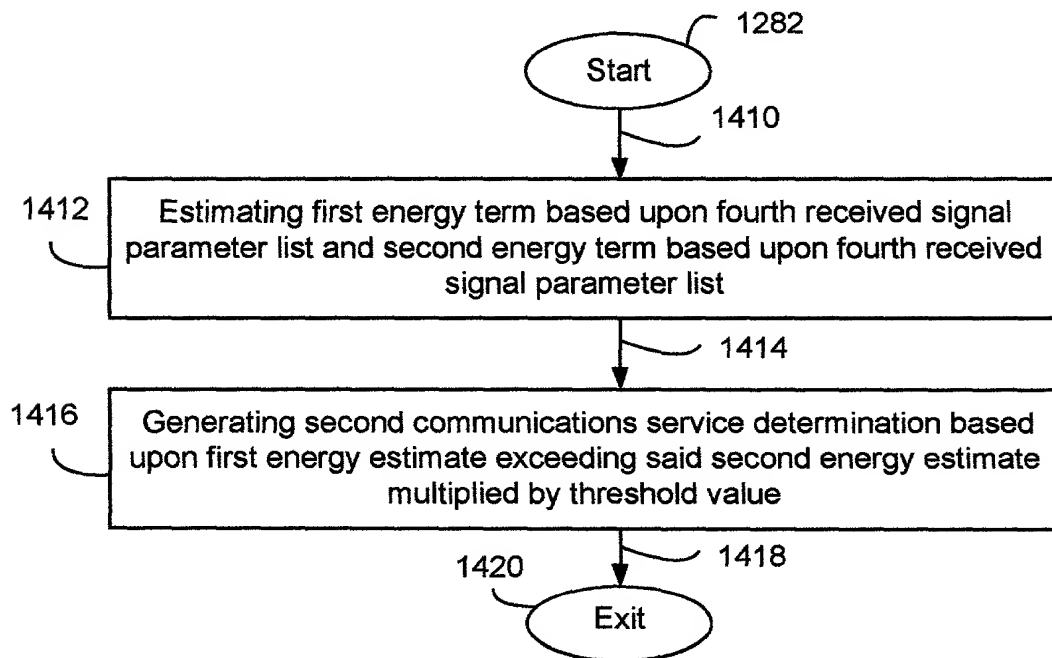 1282
Start
1410
1412
Estimating first energy term based upon fourth received signal
parameter list and second energy term based upon fourth received
signal parameter list
1414
1416
Generating second communications service determination based
upon first energy estimate exceeding said second energy estimate
multiplied by threshold value
1418
1420
Exit